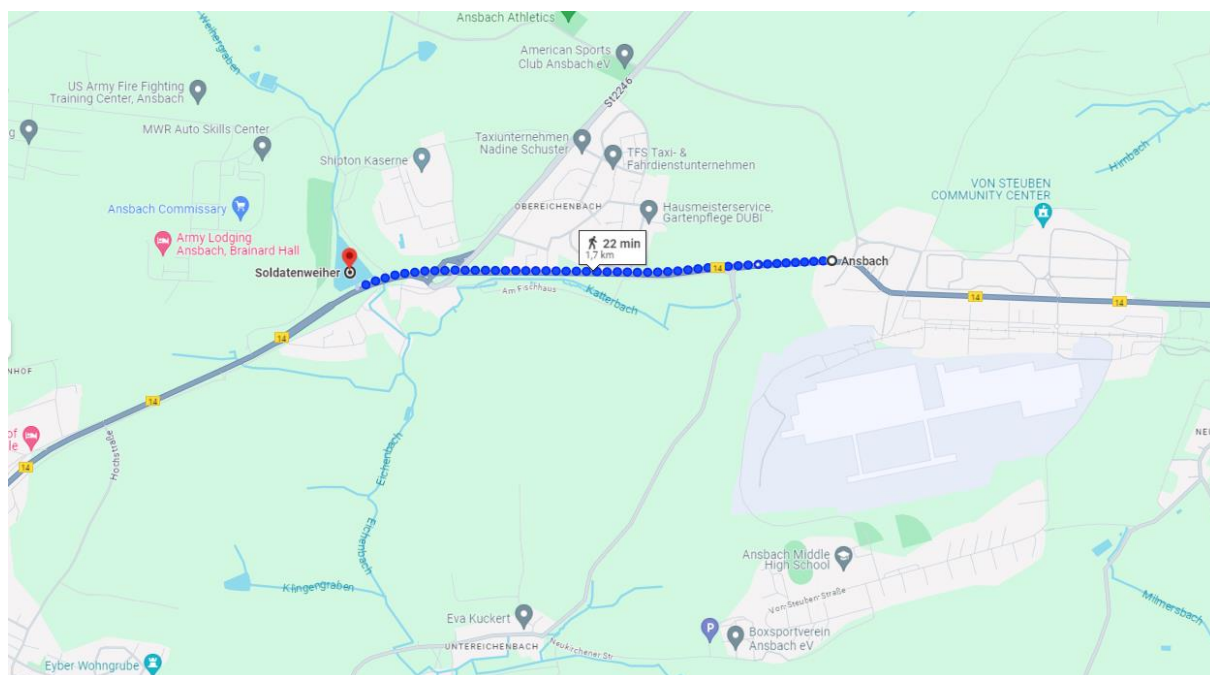 Ansbach Athletics
Weihergraben
American Sports
Club Ansbach eV
US Army Fire Fighting
Training Center, Ansbach
St2246
MWR Auto Skills Center
Taxiunternehmen
Nadine Schuster
Shipton Kaserne
TFS Taxi- &
Fahrdienstunternehmen
Himbach
VON STEUBEN
COMMUNITY CENTER
Ansbach Commissary
OBEREICHENBACH
Hausmeisterservice,
Gartenpflege DUBI
Army Lodging
Ansbach, Brainard Hall
22 min
1,7 km
Soldatenweiher
14
Ansbach
Am Fischhaus
Katterbach
14
14
14
14
14
Hochstraße
Eichenbach
Eichenbach
Ansbach Middle
High School
Klingergraben
Von-Steuben-Straße
Milmersbach
Eva Kuckert
UNTEREICHENBACH
Neukirchener Str
P
Boxsportverein
Ansbach eV
Eyber Wohngrube